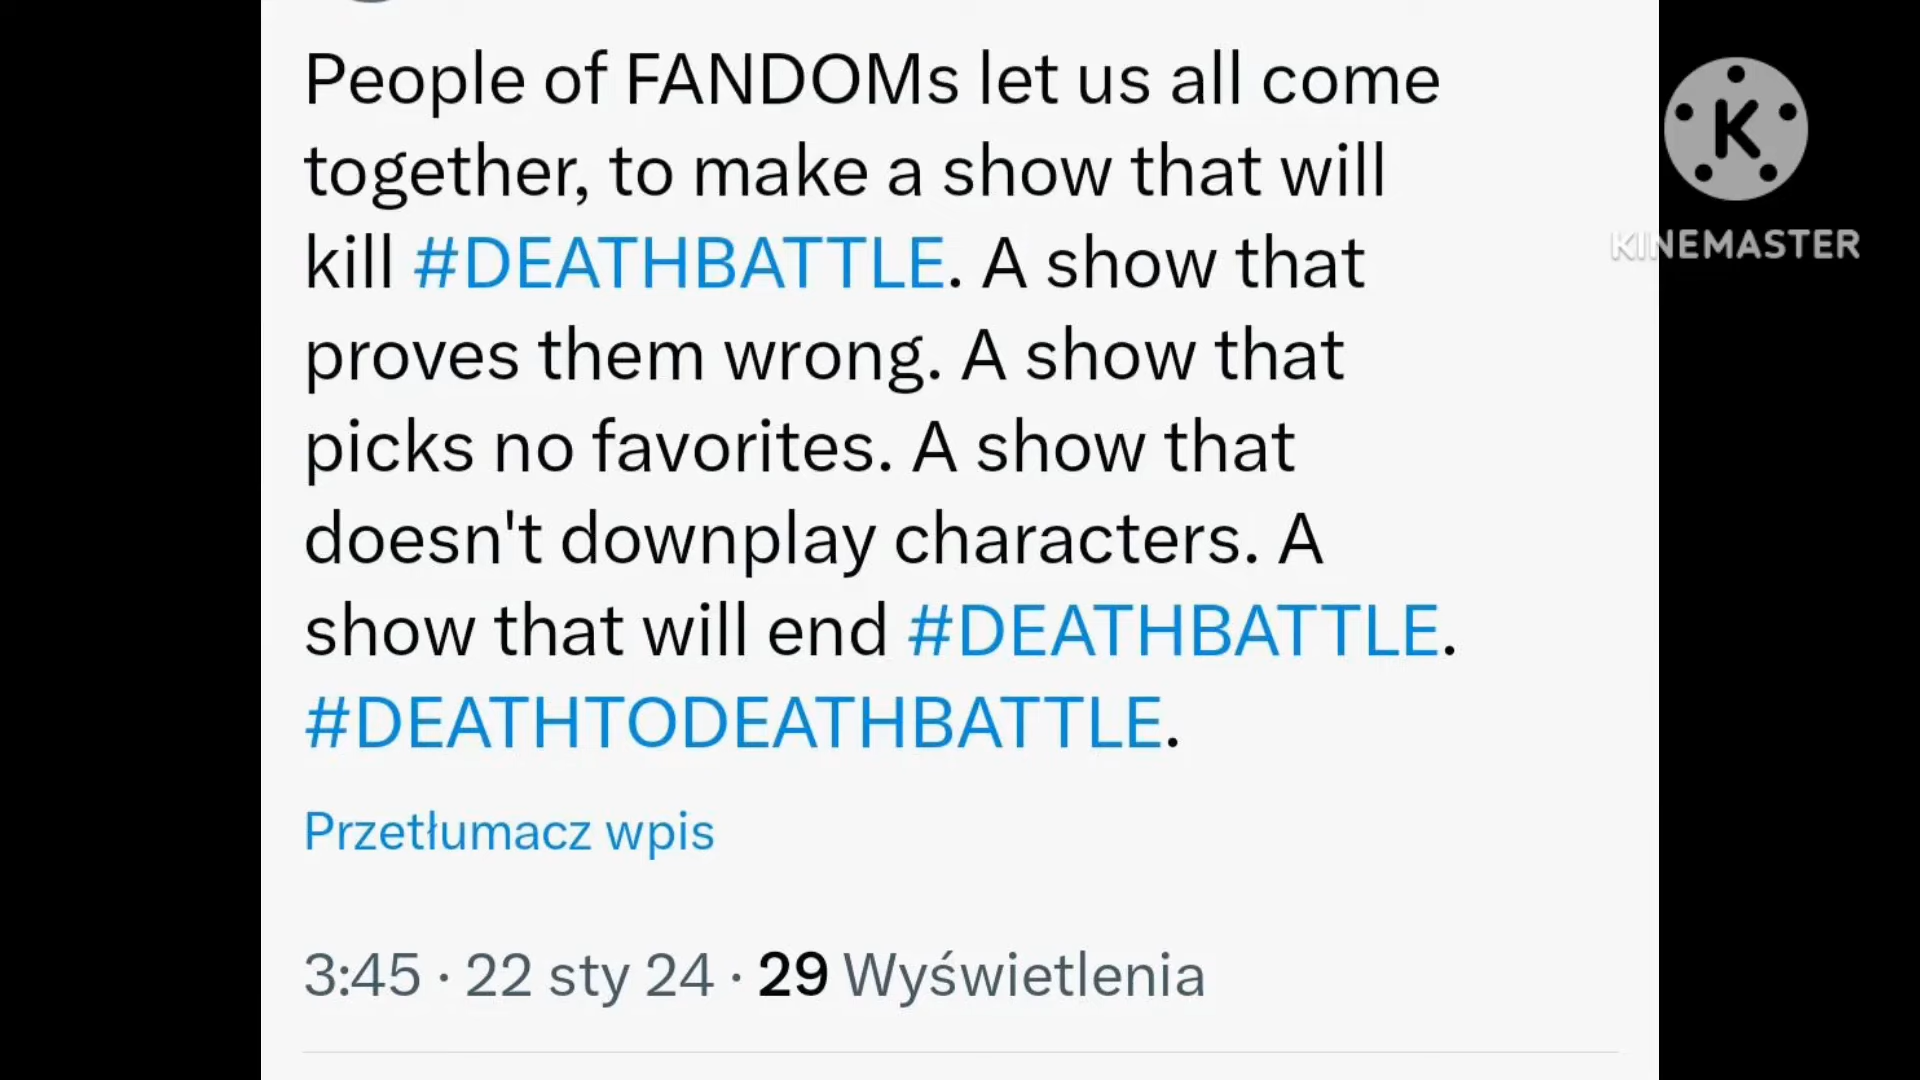 People of FANDOMs let us all come
together, to make a show that will
kill #DEATHBATTLE. A show that
proves them wrong. A show that
picks no favorites. A show that
doesn't downplay characters. A
show that will end #DEATHBATTLE.
#DEATHTODEATHBATTLE.
Przetłumacz wpis
3:45 · 22 sty 24 · 29 Wyświetlenia
K
KINEMASTER